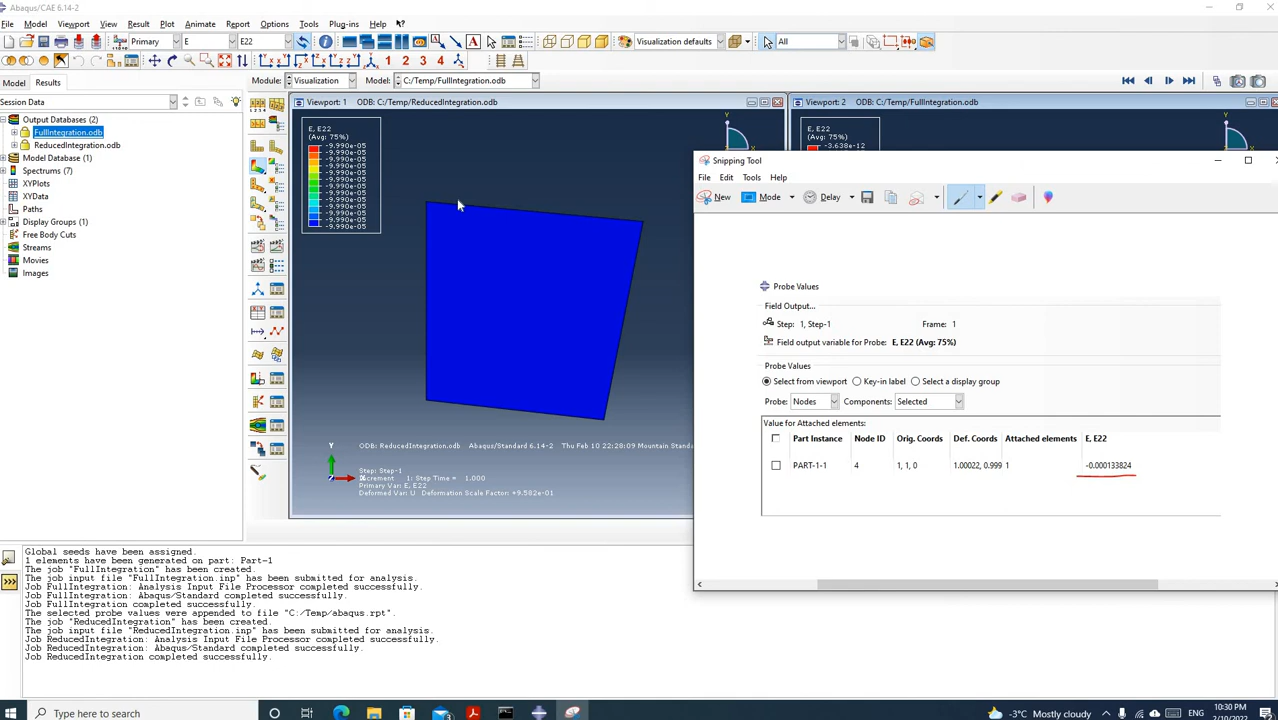 Abaqus/CAE 6.14-2
File Model Viewport View Result Plot Animate Report Options Tools Plug-ins Help
Primary E E22 Visualization defaults All
1 2 3 4
Model Results Module: Visualization Model: C:/Temp/FullIntegration.odb
Session Data
Output Databases (2)
FullIntegration.odb
ReducedIntegration.odb
Model Database (1)
Spectrums (7)
XYPlots
XYData
Paths
Display Groups (1)
Free Body Cuts
Streams
Movies
Images
Viewport: 1 ODB: C:/Temp/ReducedIntegration.odb
E, E22
(Avg: 75%)
-9.990e-05
-9.990e-05
-9.990e-05
-9.990e-05
-9.990e-05
-9.990e-05
-9.990e-05
-9.990e-05
-9.990e-05
-9.990e-05
-9.990e-05
-9.990e-05
-9.990e-05
Y
ODB: ReducedIntegration.odb Abaqus/Standard 6.14-2 Thu Feb 10 22:28:09 Mountain Standa
Step: Step-1
Increment 1: Step Time = 1.000
Primary Var: E, E22
Deformed Var: U Deformation Scale Factor: +9.582e-01
Viewport: 2 ODB: C:/Temp/FullIntegration.odb
E, E22
(Avg: 75%)
-3.638e-12
Y
Y
Snipping Tool
File Edit Tools Help
New Mode Delay
Probe Values
Field Output...
Step: 1, Step-1 Frame: 1
Field output variable for Probe: E, E22 (Avg: 75%)
Probe Values
Select from viewport Key-in label Select a display group
Probe: Nodes Components: Selected
Value for Attached elements:
Part Instance Node ID Orig. Coords Def. Coords Attached elements E, E22
PART-1-1 4 1, 1, 0 1.00022, 0.999 1 -0.000133824
Global seeds have been assigned.
1 elements have been generated on part: Part-1
The job "FullIntegration" has been created.
The job input file "FullIntegration.inp" has been submitted for analysis.
Job FullIntegration: Analysis Input File Processor completed successfully.
Job FullIntegration: Abaqus/Standard completed successfully.
Job FullIntegration completed successfully.
The selected probe values were appended to file "C:/Temp/abaqus.rpt".
The job "ReducedIntegration" has been created.
The job input file "ReducedIntegration.inp" has been submitted for analysis.
Job ReducedIntegration: Analysis Input File Processor completed successfully.
Job ReducedIntegration: Abaqus/Standard completed successfully.
Job ReducedIntegration completed successfully.
Type here to search
-3°C Mostly cloudy ENG 10:30 PM
2/10/2022